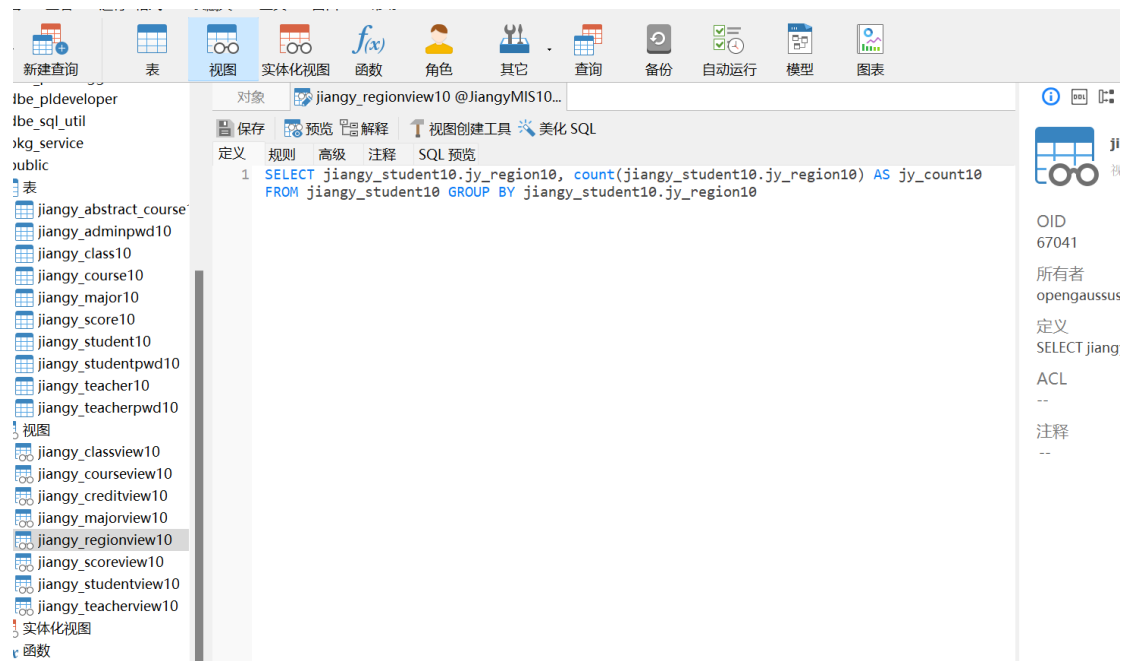 新建查询 表 视图 实体化视图 函数 角色 其它 查询 备份 自动运行 模型 图表
dbe_pldeveloper
dbe_sql_util
pkg_service
public
表
jiangy_abstract_course
jiangy_adminpwd10
jiangy_class10
jiangy_course10
jiangy_major10
jiangy_score10
jiangy_student10
jiangy_studentpwd10
jiangy_teacher10
jiangy_teacherpwd10
视图
jiangy_classview10
jiangy_courseview10
jiangy_creditview10
jiangy_majorview10
jiangy_regionview10
jiangy_scoreview10
jiangy_studentview10
jiangy_teacherview10
实体化视图
函数
对象 jiangy_regionview10 @JiangyMIS10...
保存 预览 解释 视图创建工具 美化 SQL
定义 规则 高级 注释 SQL 预览
1 SELECT jiangy_student10.jy_region10, count(jiangy_student10.jy_region10) AS jy_count10
FROM jiangy_student10 GROUP BY jiangy_student10.jy_region10
DDL
ji
OID
67041
所有者
opengaussus
定义
SELECT jiang
ACL
--
注释
--